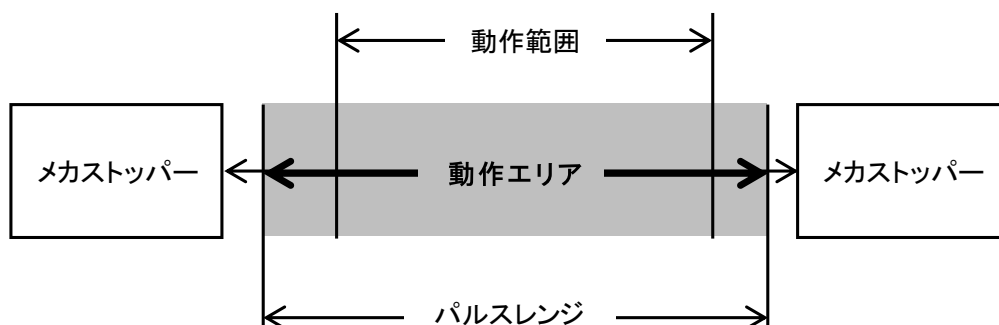 動作範囲
メカストッパー
動作エリア
メカストッパー
パルスレンジ